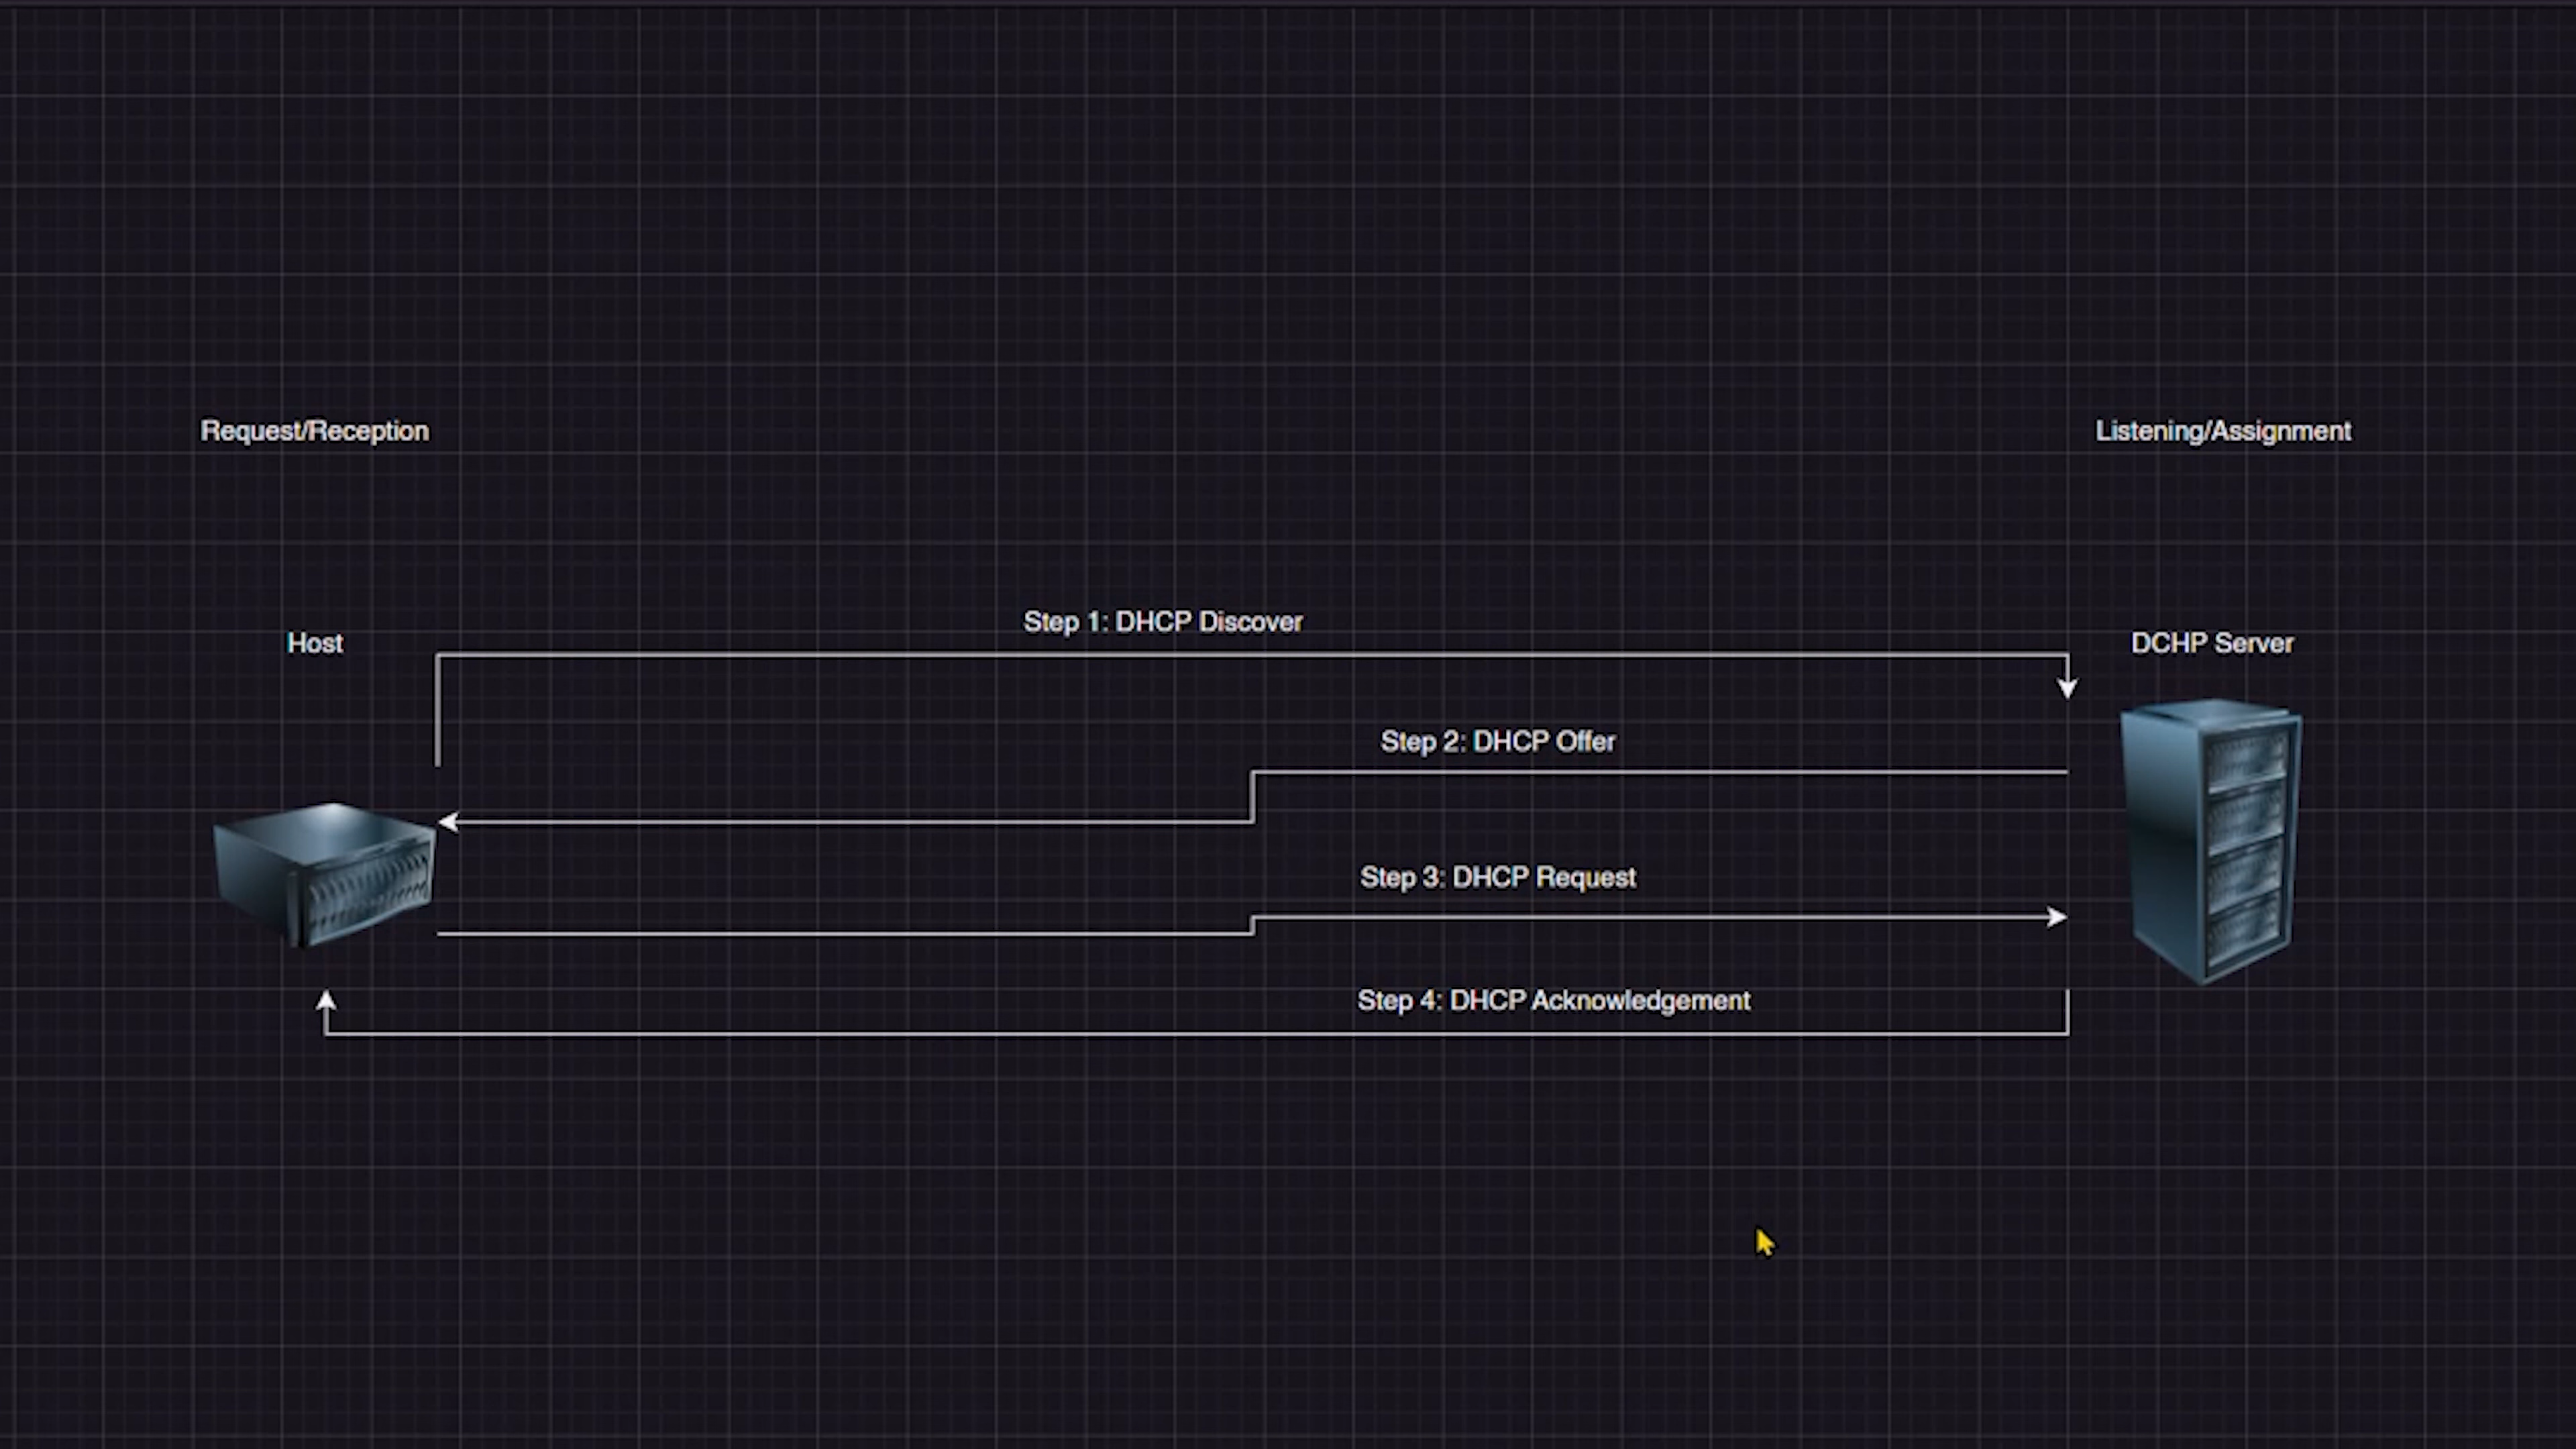 Request/Reception
Listening/Assignment
Step 1: DHCP Discover
Host
DCHP Server
Step 2: DHCP Offer
Step 3: DHCP Request
Step 4: DHCP Acknowledgement